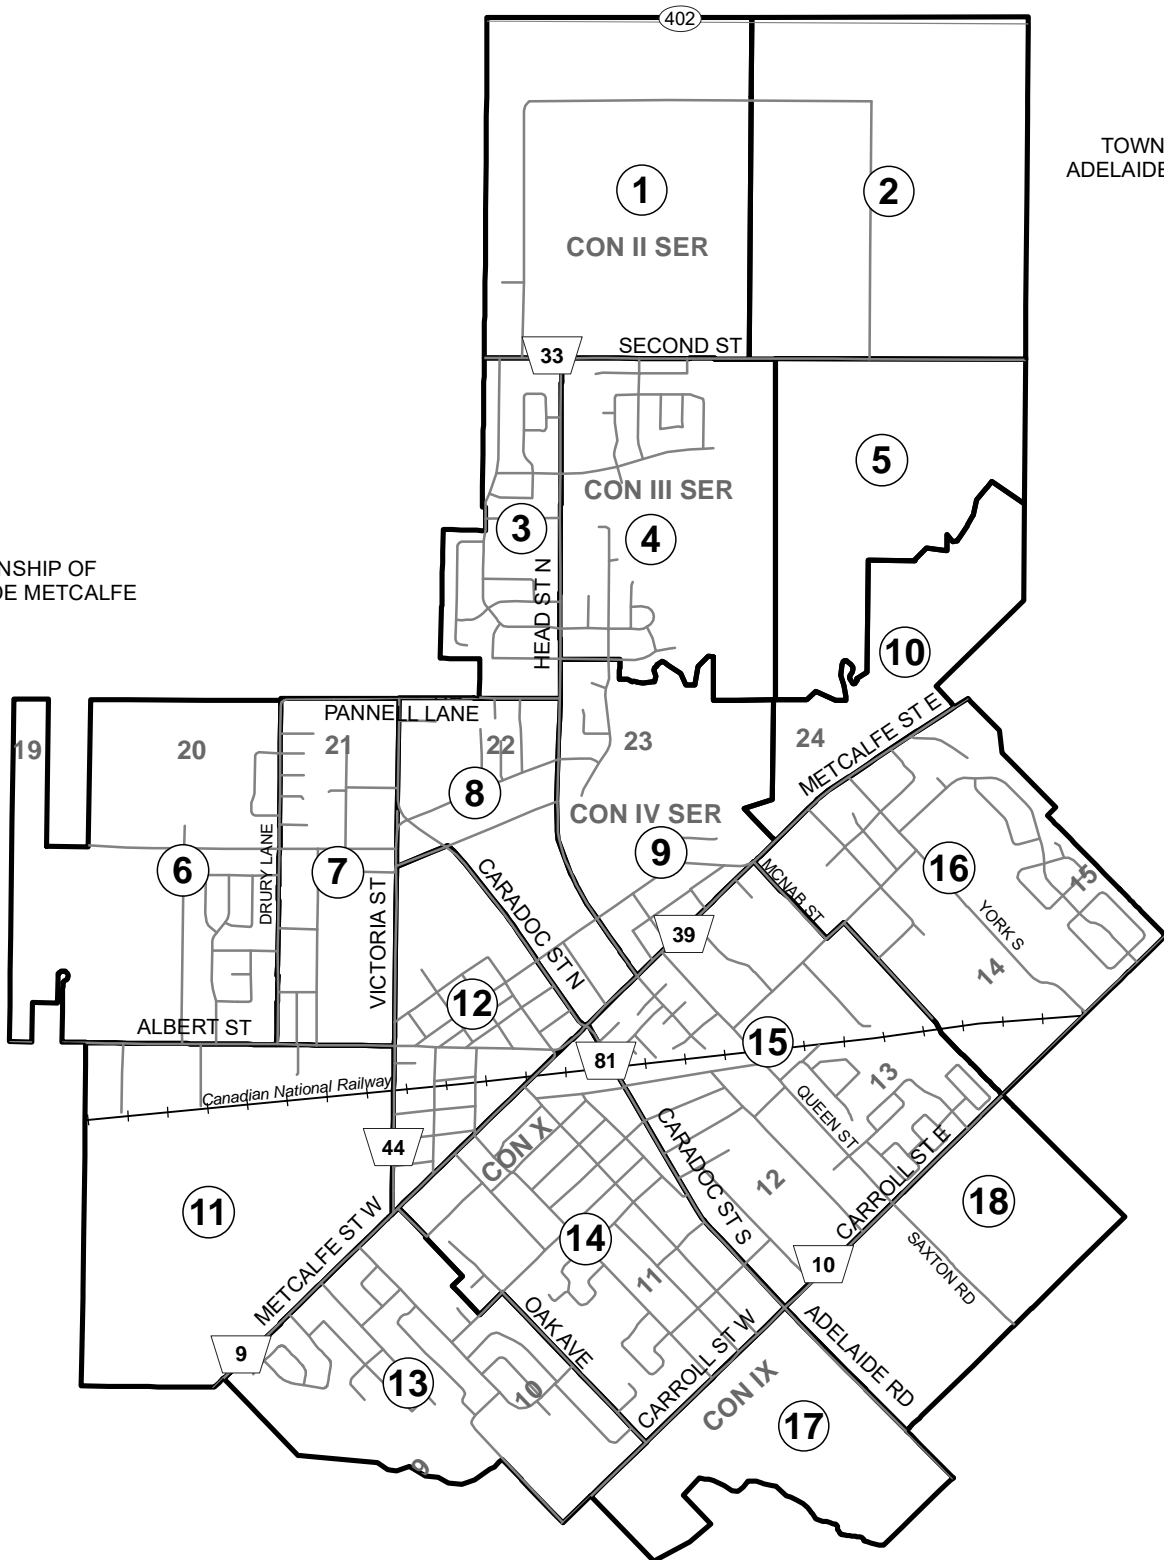 402
TOWN
ADELAIDE
1
2
CON II SER
SECOND ST
33
5
CON III SER
3
4
NSHIP OF
DE METCALFE
HEAD ST N
10
PANNELL LANE
METCALFE ST E
19
20
21
22
23
24
8
CON IV SER
9
6
7
DRURY LANE
VICTORIA ST
CARADOC ST N
MCNAB ST
16
15
YORK S
39
14
12
ALBERT ST
15
81
13
Canadian National Railway
QUEEN ST
44
CON X
CARADOC ST S
12
CARROLL ST E
11
METCALFE ST W
18
14
10
SAXTON RD
11
OAK AVE
CARROLL ST W
ADELAIDE RD
9
13
10
CON IX
17
9